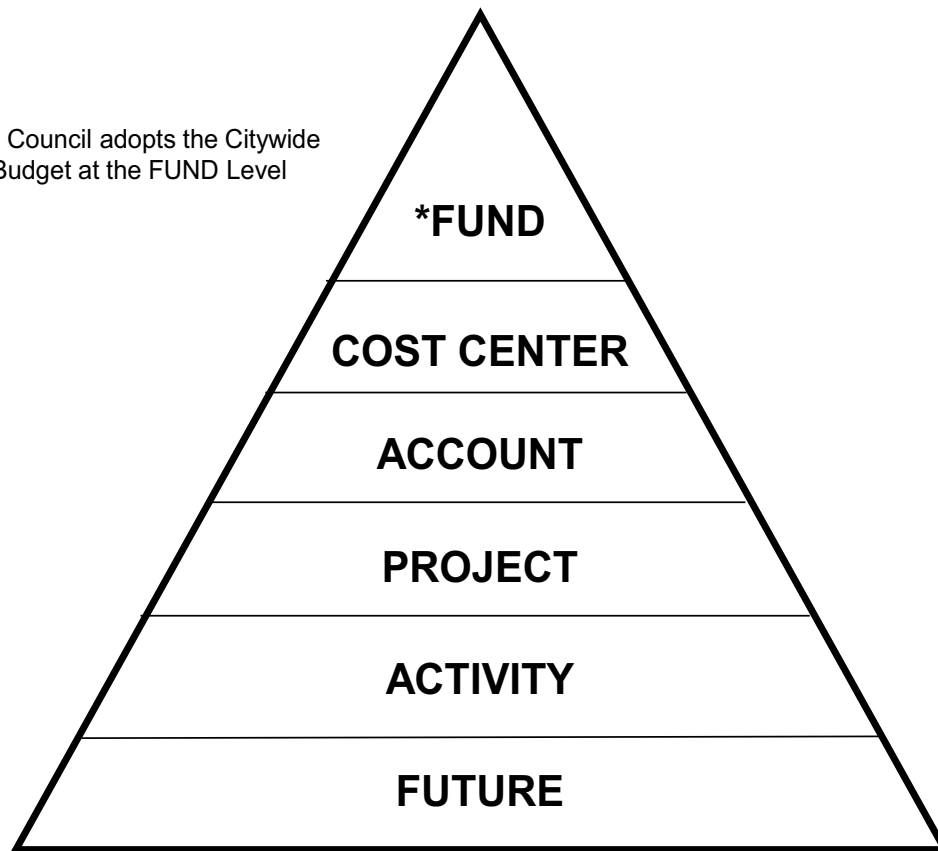 Council adopts the Citywide
Budget at the FUND Level
*FUND
COST CENTER
ACCOUNT
PROJECT
ACTIVITY
FUTURE